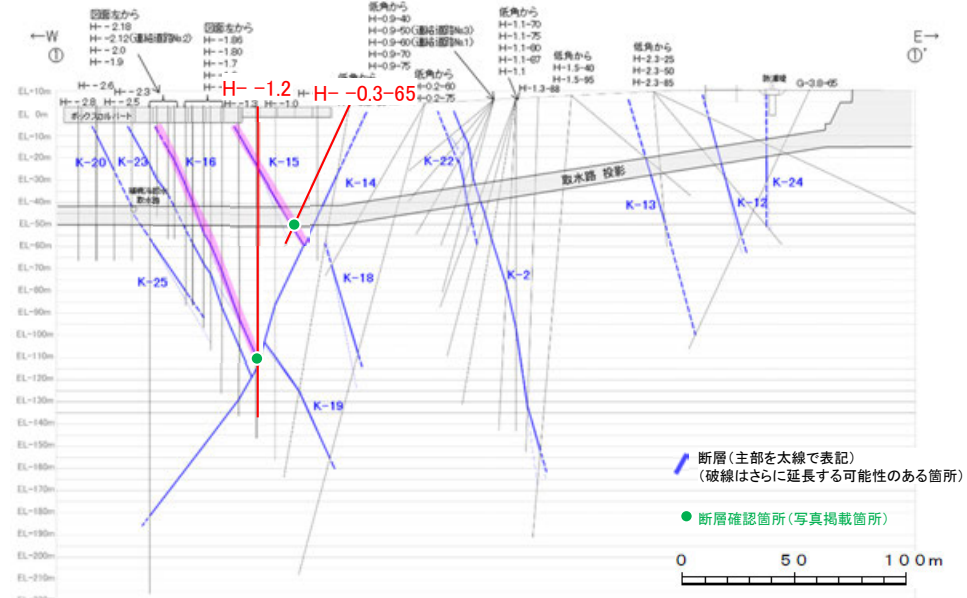 図面左から
H- -2.18
H- -2.12(連絡道路No2)
H- -2.0
H- -1.9
図面左から
H- -1.86
H- -1.80
H- -1.7
低角から
H-0.9-40
H-0.9-50(連絡道路No3)
H-0.9-60(連絡道路No1)
H-0.9-70
H-0.9-75
低角から
H-1.1-70
H-1.1-75
H-1.1-80
H-1.1-87
H-1.1
低角から
H-1.5-40
H-1.5-95
低角から
H-2.3-25
H-2.3-50
H-2.3-85
←W
①
E→
①'
H- -2.6
H- -2.3
H- -2.8
H- -2.5
H- -1.2
H- -1.3
H- -1.0
H- -0.3-65
低角から
-0.2-60
-0.2-75
H-1.3-88
防潮堤
G-3.8-65
ボックスカルバート
EL+10m
EL 0m
EL-10m
EL-20m
EL-30m
EL-40m
EL-50m
EL-60m
EL-70m
EL-80m
EL-90m
EL-100m
EL-110m
EL-120m
EL-130m
EL-140m
EL-150m
EL-160m
EL-170m
EL-180m
EL-190m
EL-200m
EL-210m
K-20
K-23
K-16
K-15
K-14
K-22
K-13
K-12
K-24
補機冷却水
取水路
取水路 投影
K-25
K-18
K-2
K-19
断層(主部を太線で表記)
(破線はさらに延長する可能性のある箇所)
断層確認箇所(写真掲載箇所)
0 50 100m